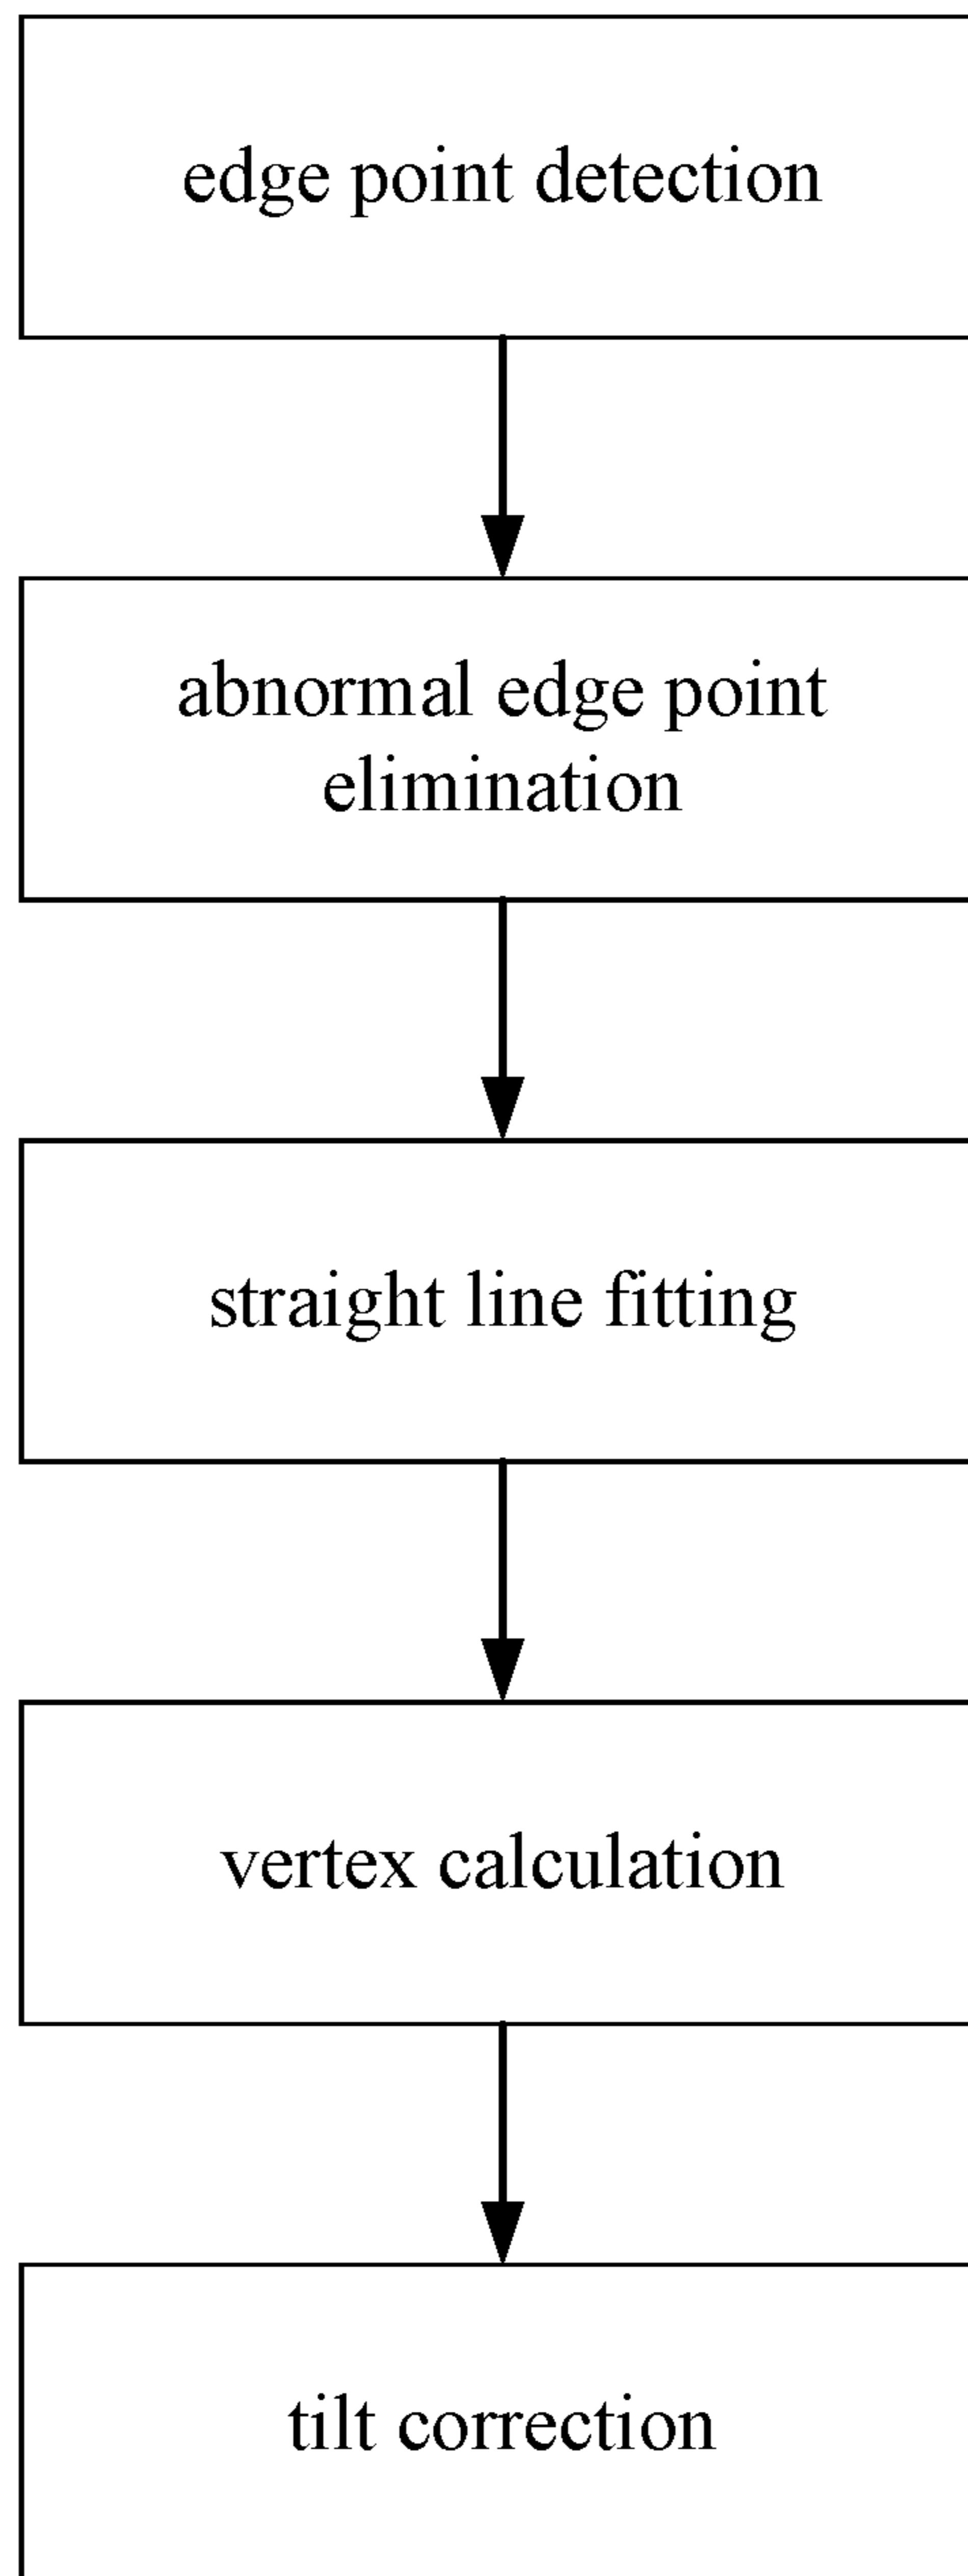 edge point detection
abnormal edge point
elimination
straight line fitting
vertex calculation
tilt correction